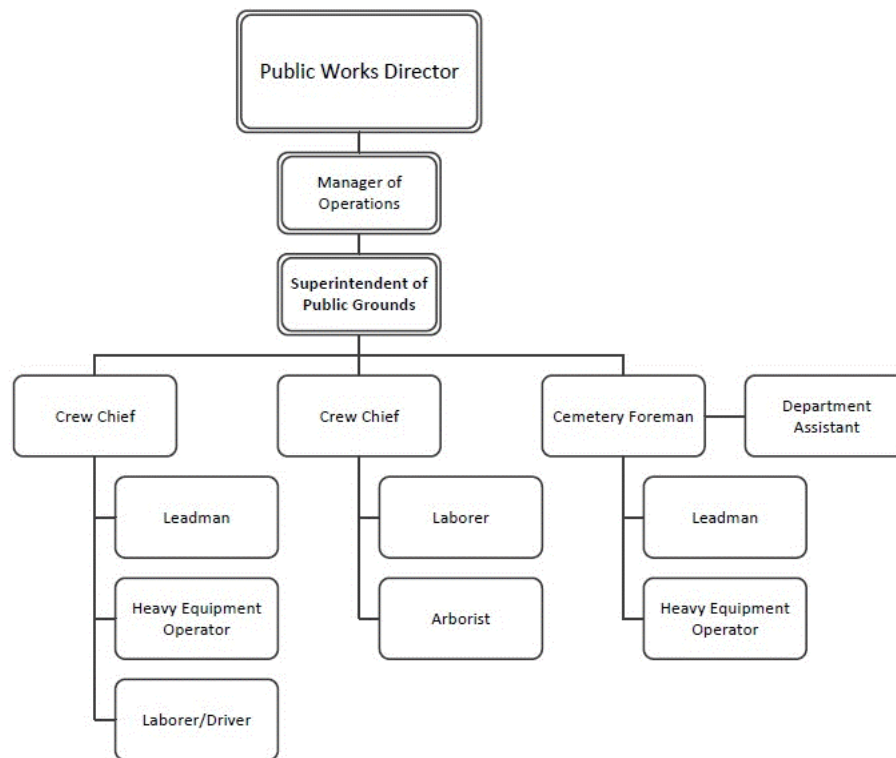 Public Works Director
Manager of
Operations
Superintendent of
Public Grounds
Crew Chief
Crew Chief
Cemetery Foreman
Department
Assistant
Leadman
Laborer
Leadman
Heavy Equipment
Operator
Arborist
Heavy Equipment
Operator
Laborer/Driver